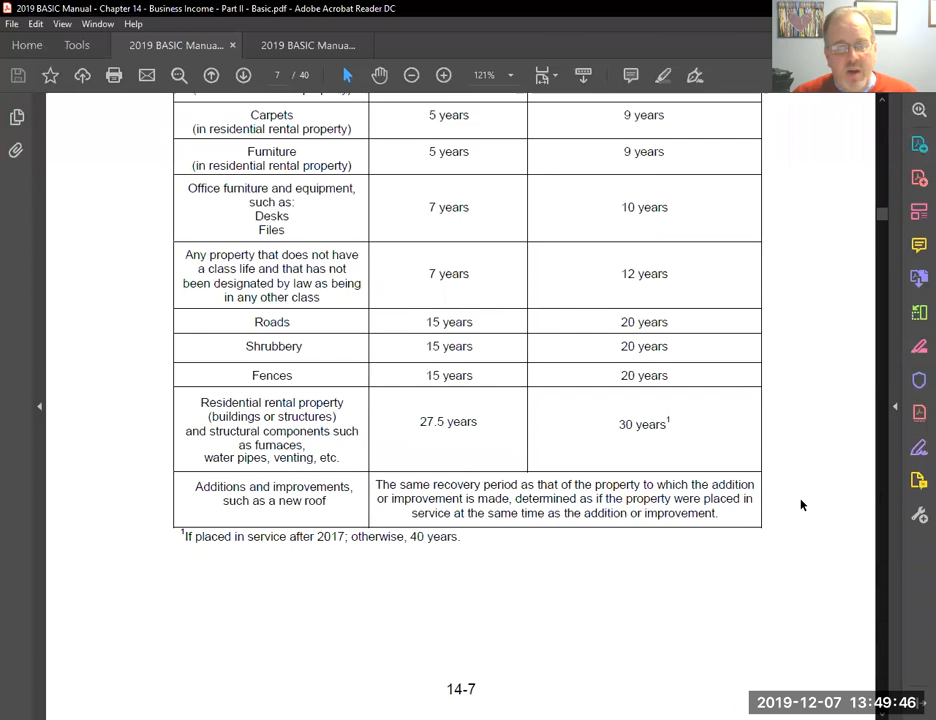 2019 BASIC Manual - Chapter 14 - Business Income - Part II - Basic.pdf - Adobe Acrobat Reader DC
File Edit View Window Help
Home Tools 2019 BASIC Manua... × 2019 BASIC Manua...
7 / 40 121%
Carpets
(in residential rental property)
5 years
9 years
Furniture
(in residential rental property)
5 years
9 years
Office furniture and equipment,
such as:
Desks
Files
7 years
10 years
Any property that does not have
a class life and that has not
been designated by law as being
in any other class
7 years
12 years
Roads
15 years
20 years
Shrubbery
15 years
20 years
Fences
15 years
20 years
Residential rental property
(buildings or structures)
and structural components such
as furnaces,
water pipes, venting, etc.
27.5 years
30 years¹
Additions and improvements,
such as a new roof
The same recovery period as that of the property to which the addition
or improvement is made, determined as if the property were placed in
service at the same time as the addition or improvement.
¹If placed in service after 2017; otherwise, 40 years.
14-7
2019-12-07 13:49:46